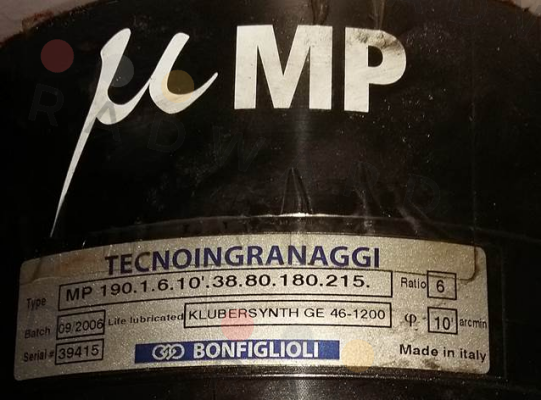 µ MP
TECNOINGRANAGGI
Type MP 190.1.6.10'.38.80.180.215. Ratio 6
Batch 09/2006 Life lubricated KLUBERSYNTH GE 46-1200 φ 10' arcmin
Serial # 39415 BONFIGLIOLI Made in italy